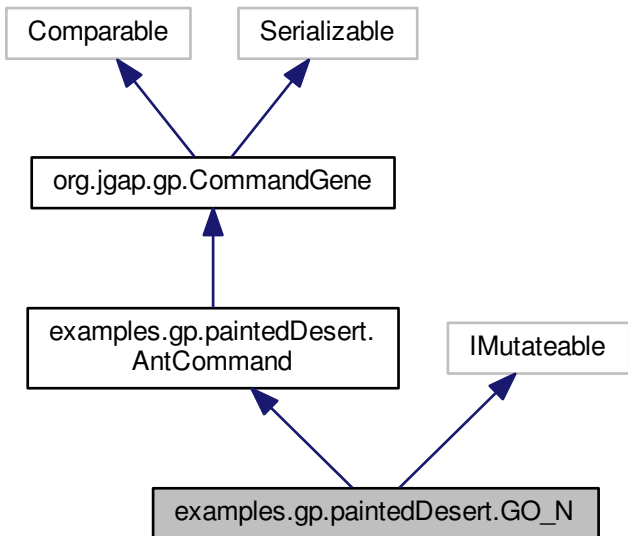 Comparable
Serializable
org.jgap.gp.CommandGene
examples.gp.paintedDesert.
AntCommand
IMutateable
examples.gp.paintedDesert.GO_N